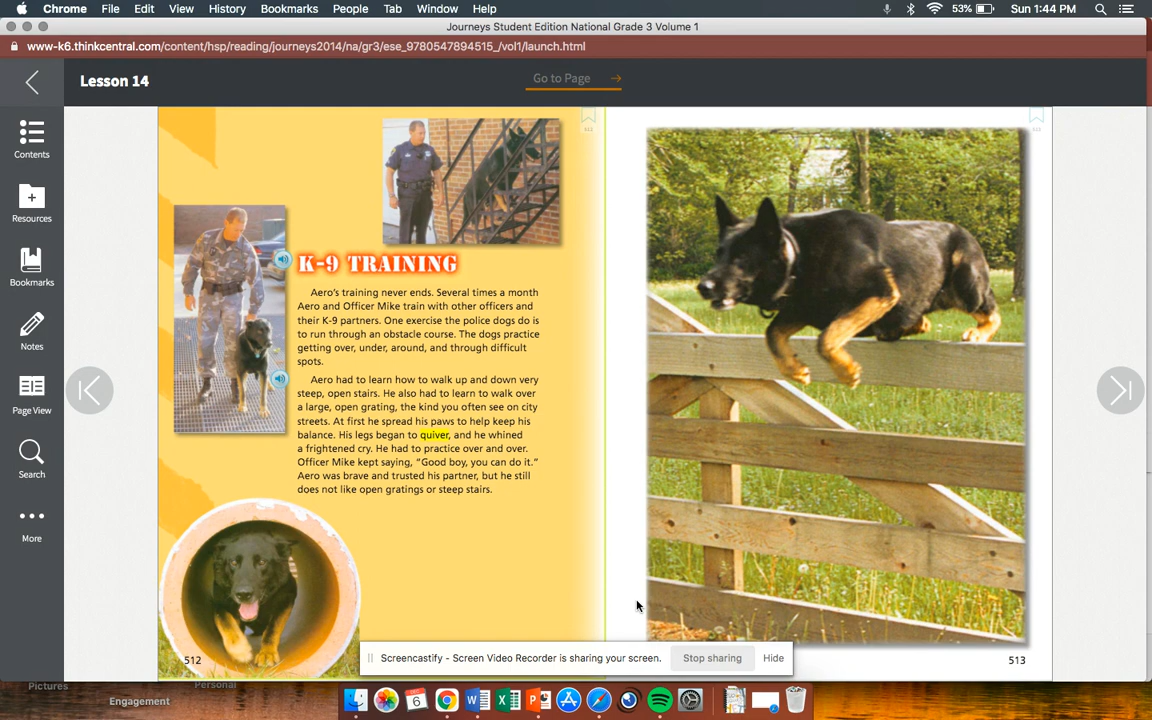 Chrome File Edit View History Bookmarks People Tab Window Help 53% Sun 1:44 PM
Journeys Student Edition National Grade 3 Volume 1
www-k6.thinkcentral.com/content/hsp/reading/journeys2014/na/gr3/ese_9780547894515_/vol1/launch.html
Lesson 14
Go to Page
Contents
Resources
Bookmarks
Notes
Page View
Search
More
512
513
K-9 TRAINING
Aero's training never ends. Several times a month
Aero and Officer Mike train with other officers and
their K-9 partners. One exercise the police dogs do is
to run through an obstacle course. The dogs practice
getting over, under, around, and through difficult
spots.
Aero had to learn how to walk up and down very
steep, open stairs. He also had to learn to walk over
a large, open grating, the kind you often see on city
streets. At first he spread his paws to help keep his
balance. His legs began to quiver, and he whined
a frightened cry. He had to practice over and over.
Officer Mike kept saying, "Good boy, you can do it."
Aero was brave and trusted his partner, but he still
does not like open gratings or steep stairs.
512
513
Screencastify - Screen Video Recorder is sharing your screen. Stop sharing Hide
Pictures
Personal
Engagement
6